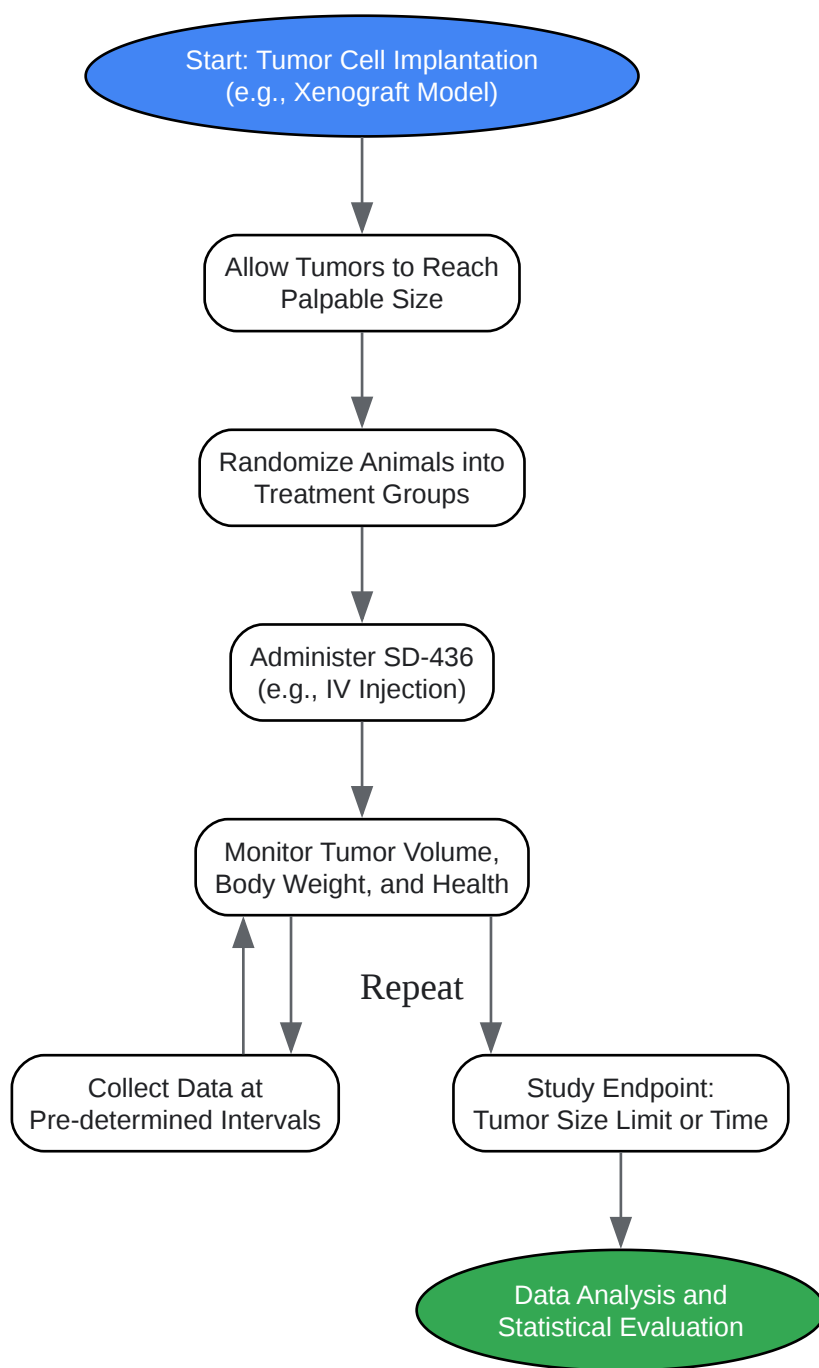 Start: Tumor Cell Implantation
(e.g., Xenograft Model)
Allow Tumors to Reach
Palpable Size
Randomize Animals into
Treatment Groups
Administer SD-436
(e.g., IV Injection)
Monitor Tumor Volume,
Body Weight, and Health
Repeat
Collect Data at
Pre-determined Intervals
Study Endpoint:
Tumor Size Limit or Time
Data Analysis and
Statistical Evaluation